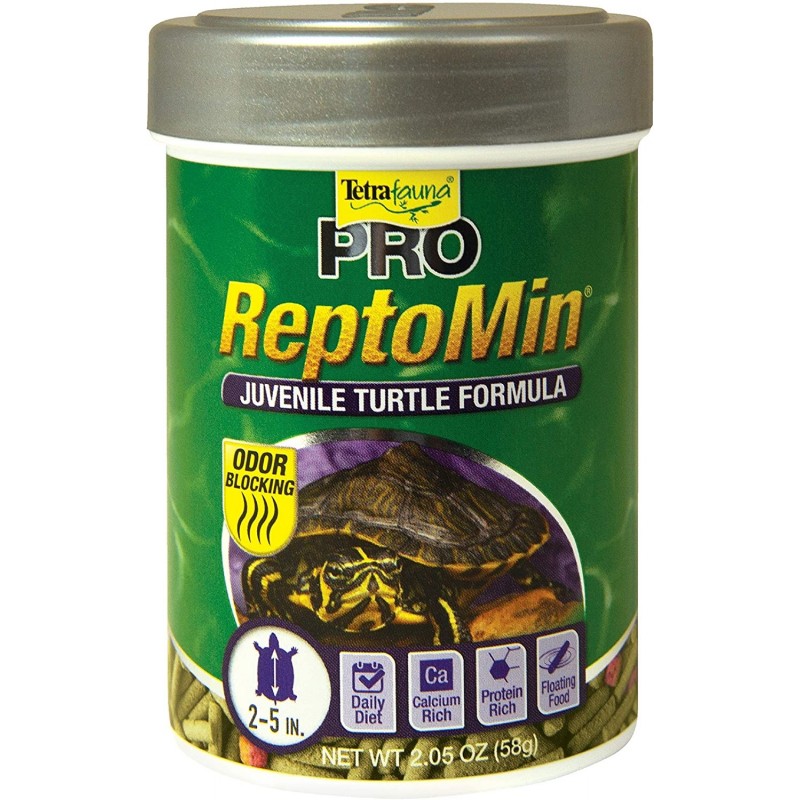 Tetrafauna®
PRO
ReptoMin®
JUVENILE TURTLE FORMULA
ODOR
BLOCKING
2-5 IN.
Daily
Diet
Ca
Calcium
Rich
Protein
Rich
Floating
Food
NET WT 2.05 OZ (58g)